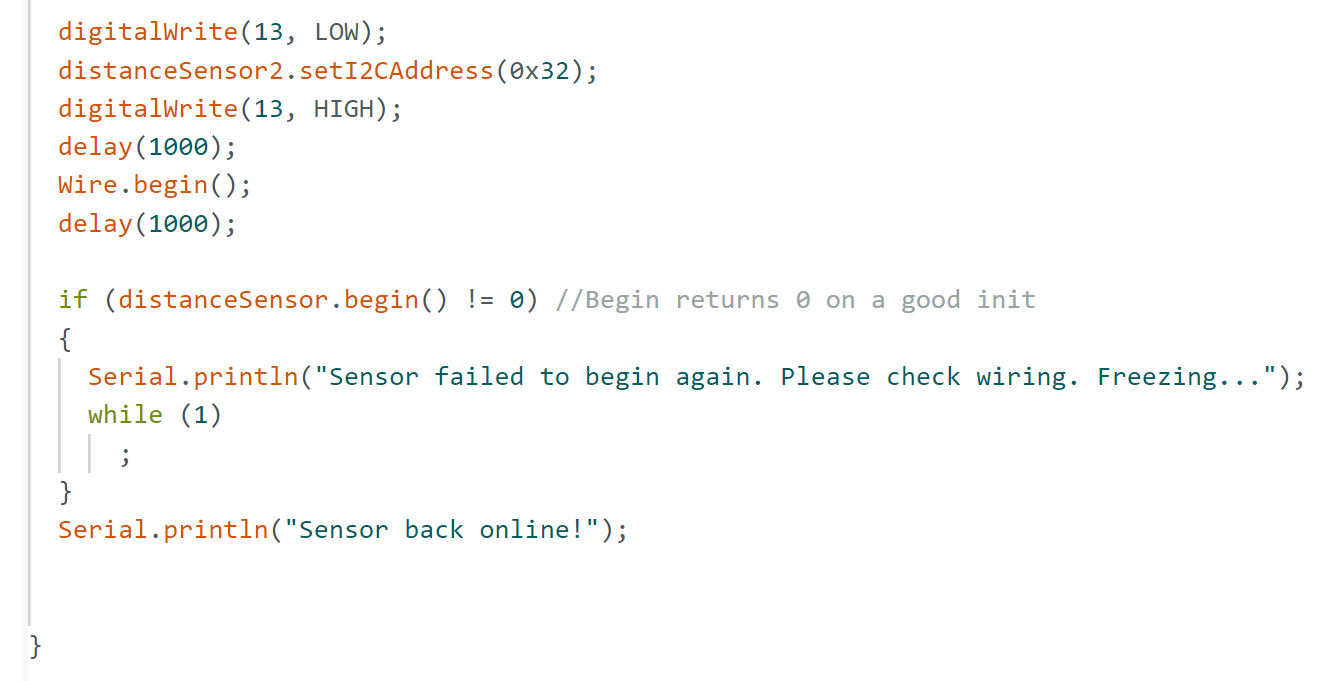 digitalWrite(13, LOW);
distanceSensor2.setI2CAddress(0x32);
digitalWrite(13, HIGH);
delay(1000);
Wire.begin();
delay(1000);
if (distanceSensor.begin() != 0) //Begin returns 0 on a good init
{
Serial.println("Sensor failed to begin again. Please check wiring. Freezing...");
while (1)
;
}
Serial.println("Sensor back online!");
}